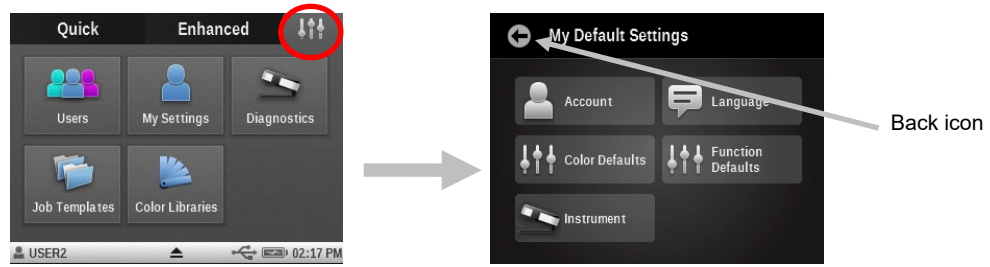 Quick Enhanced
Users My Settings Diagnostics
Job Templates Color Libraries
USER2 02:17 PM
My Default Settings
Account Language
Color Defaults Function
Defaults
Instrument
Back icon